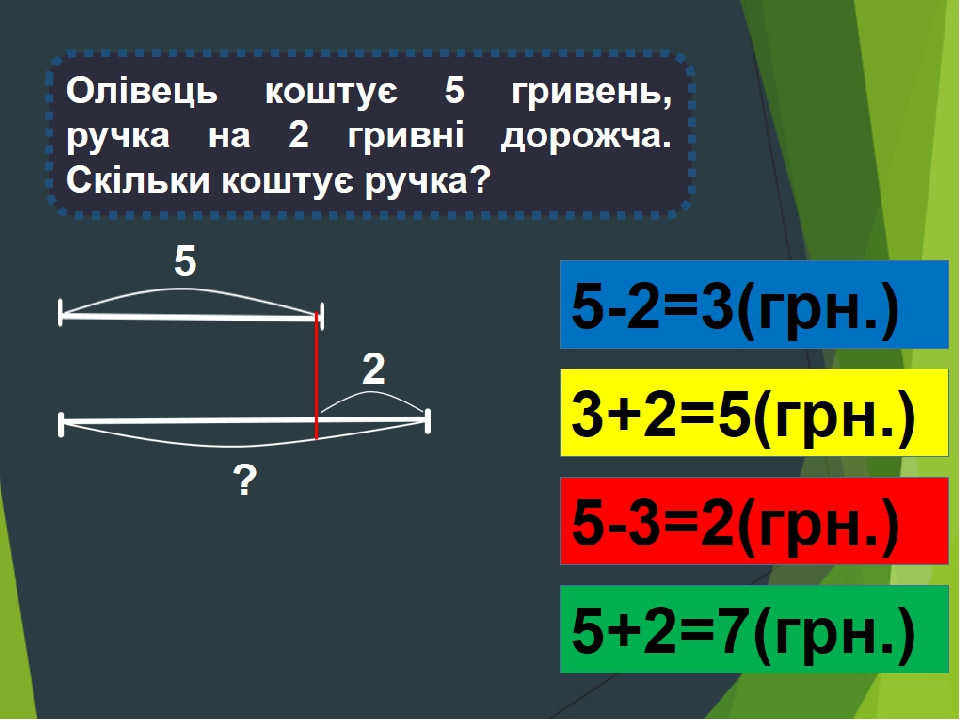 Олівець коштує 5 гривень,
ручка на 2 гривні дорожча.
Скільки коштує ручка?
5
2
?
5-2=3(грн.)
3+2=5(грн.)
5-3=2(грн.)
5+2=7(грн.)